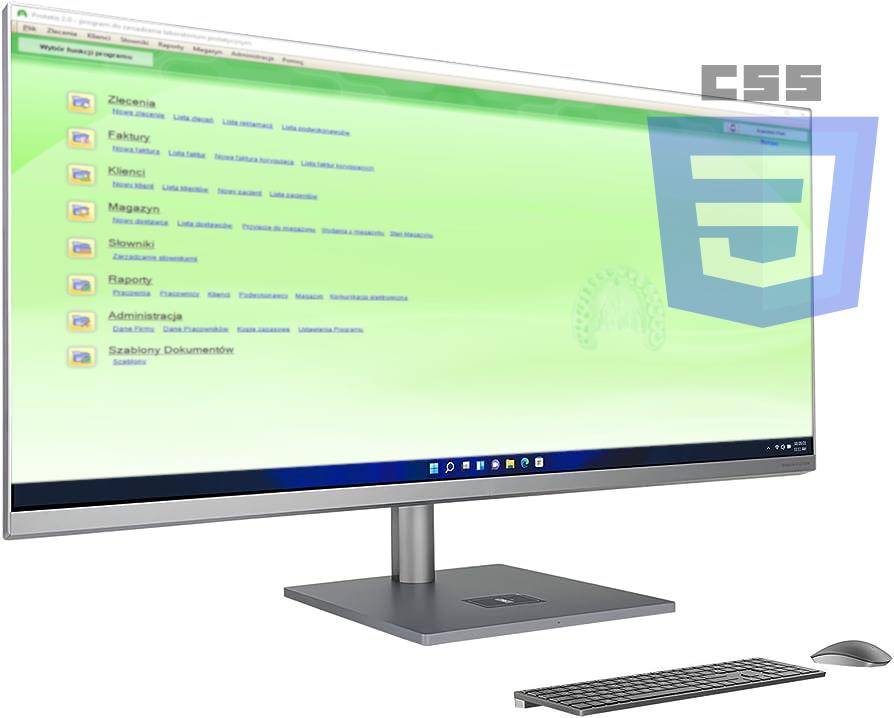 Protekis 2.0 - program do zarządzania laboratorium protetycznym
Plik Zlecenia Klienci Słowniki Raporty Magazyn Administracja Pomoc
Wybór funkcji programu
CSS
Zlecenia
Nowe zlecenie Lista zleceń Lista reklamacji Lista podwykonawców
Faktury
Nowa faktura Lista faktur Nowa faktura korygująca Lista faktur korygujących
Klienci
Nowy klient Lista klientów Nowy pacjent Lista pacjentów
Magazyn
Nowy dostawca Lista dostawców Przyjęcia do magazynu Wydania z magazynu Stan Magazynu
Słowniki
Zarządzanie słownikami
Raporty
Pracownia Pracownicy Klienci Podwykonawcy Magazyn Komunikacja elektroniczna
Administracja
Dane Firmy Dane Pracowników Kopie zapasowe Ustawienia Programu
Szablony Dokumentów
Szablony